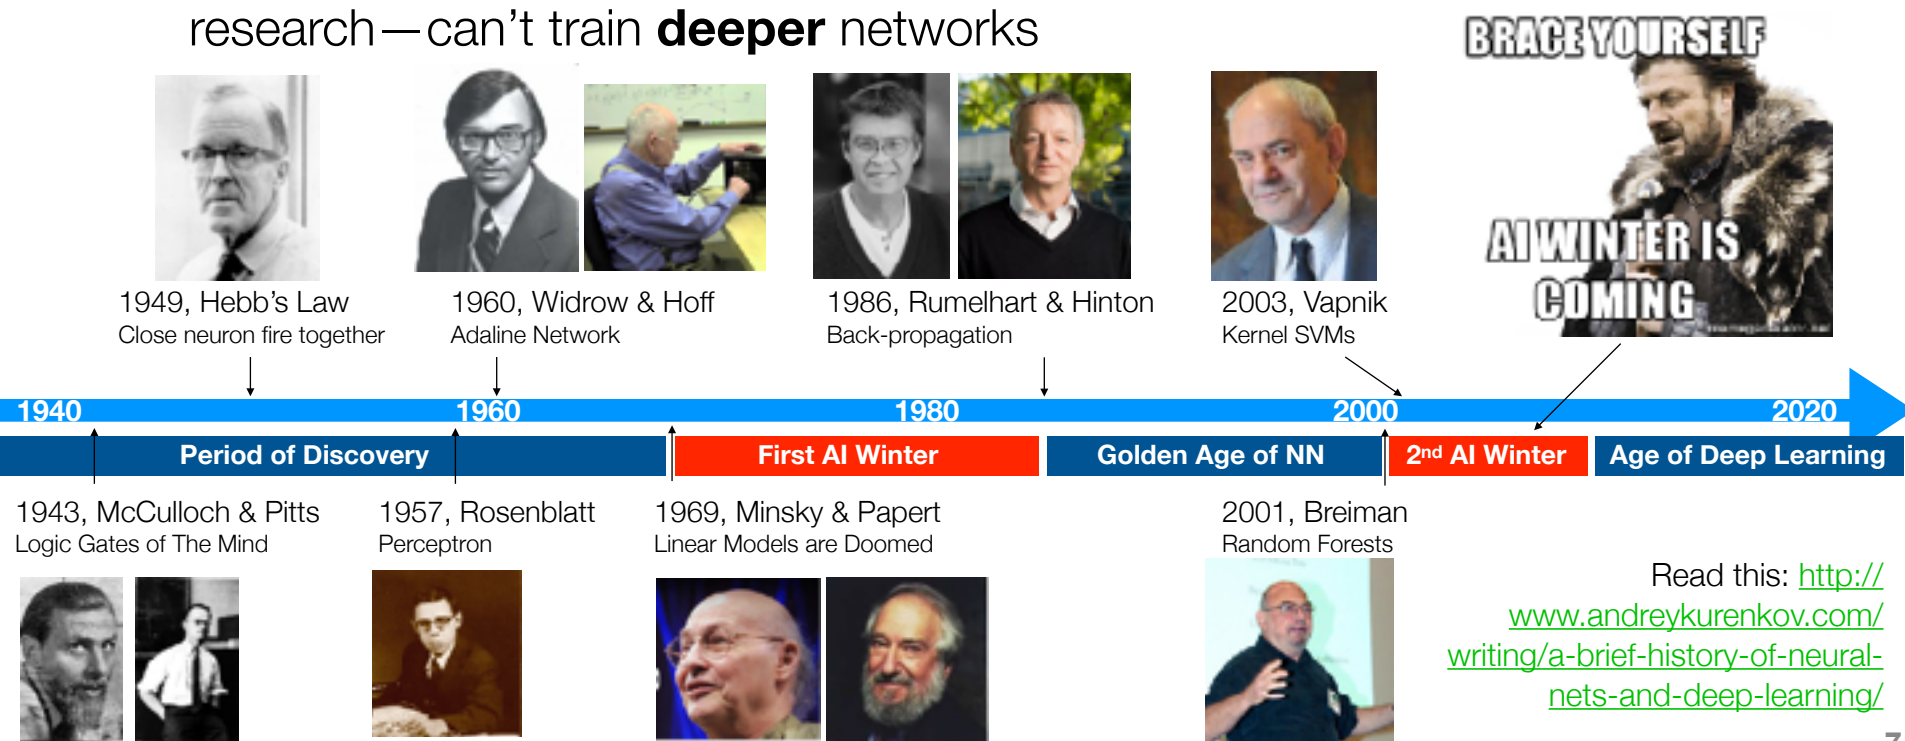 research—can't train deeper networks
BRACE YOURSELF
AI WINTER IS
COMING
1949, Hebb's Law
Close neuron fire together
1960, Widrow & Hoff
Adaline Network
1986, Rumelhart & Hinton
Back-propagation
2003, Vapnik
Kernel SVMs
1940 1960 1980 2000 2020
Period of Discovery
First AI Winter
Golden Age of NN
2nd AI Winter
Age of Deep Learning
1943, McCulloch & Pitts
Logic Gates of The Mind
1957, Rosenblatt
Perceptron
1969, Minsky & Papert
Linear Models are Doomed
2001, Breiman
Random Forests
Read this: http://
www.andreykurenkov.com/
writing/a-brief-history-of-neural-
nets-and-deep-learning/